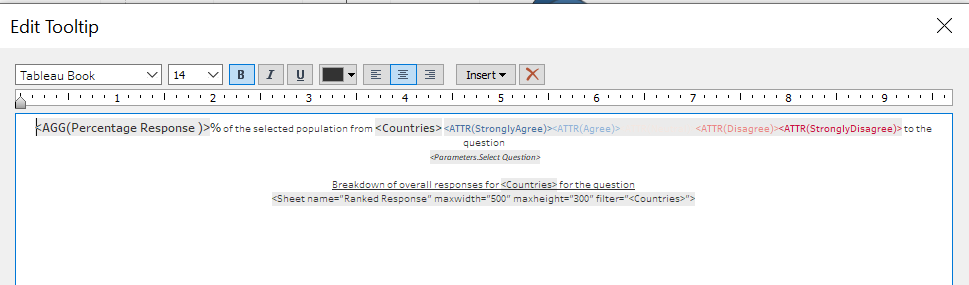 Edit Tooltip
Tableau Book 14 B I U Insert
1 2 3 4 5 6 7 8 9
<AGG(Percentage Response )>% of the selected population from <Countries> <ATTR(StronglyAgree)><ATTR(Agree)> <ATTR(Disagree)><ATTR(StronglyDisagree)> to the
question
<Parameters.Select Question>
Breakdown of overall responses for <Countries> for the question
<Sheet name="Ranked Response" maxwidth="500" maxheight="300" filter="<Countries>">